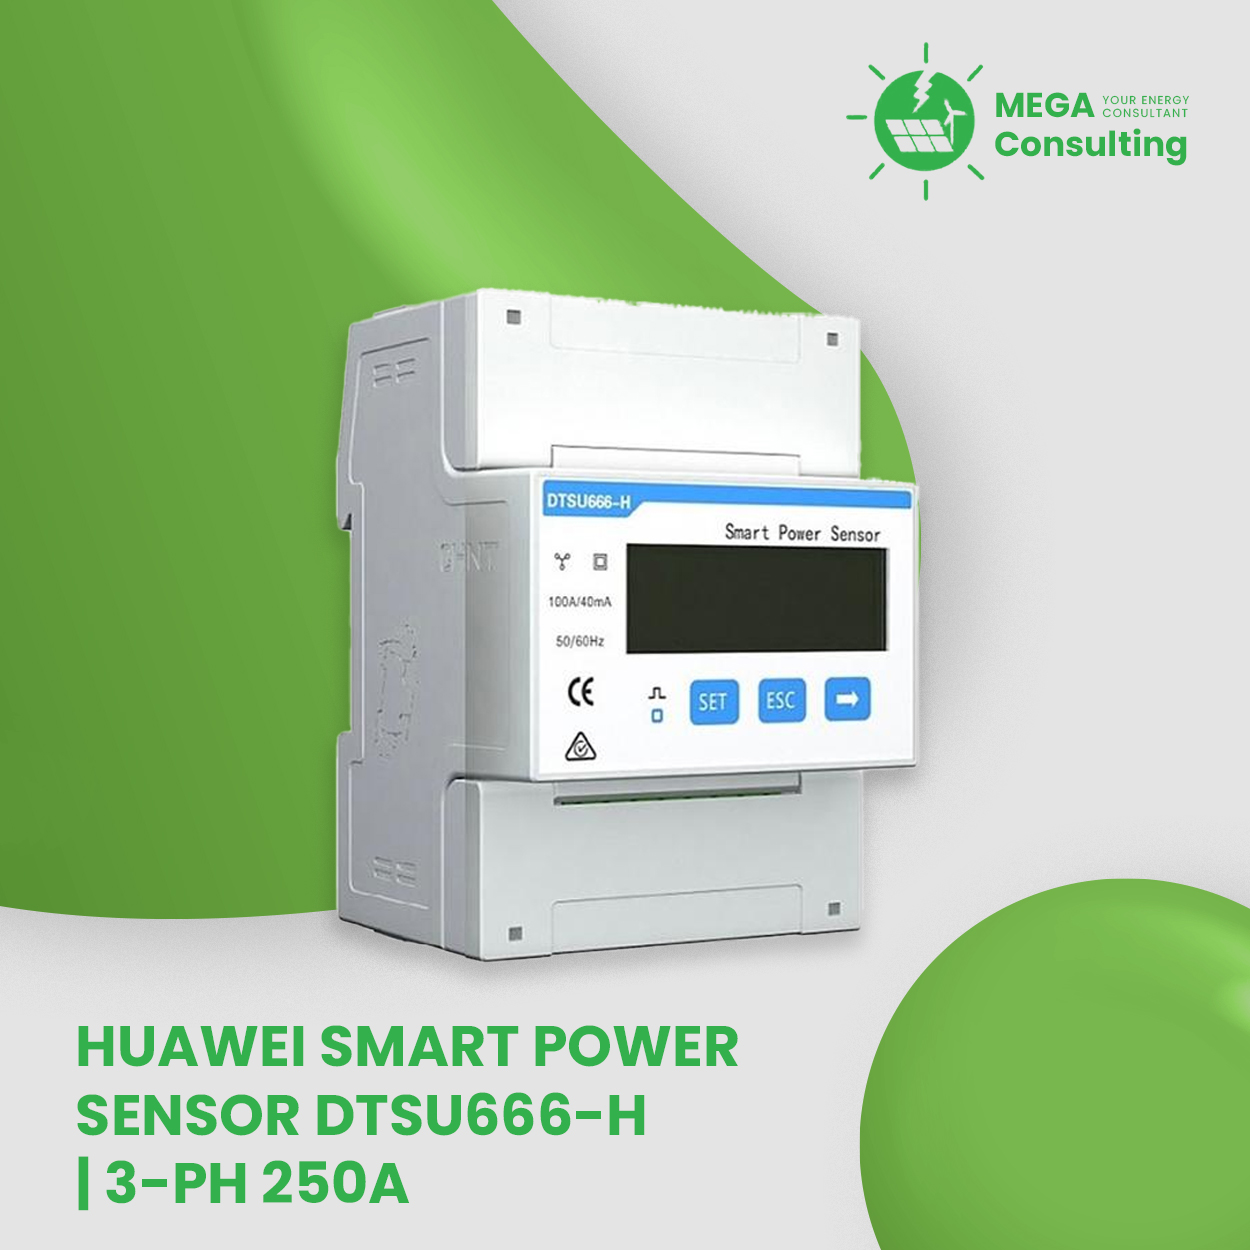 MEGA YOUR ENERGY
CONSULTANT
Consulting
DTSU666-H
Smart Power Sensor
100A/40mA
50/60Hz
CE
SET
ESC
CHNT
HUAWEI SMART POWER
SENSOR DTSU666-H
| 3-PH 250A